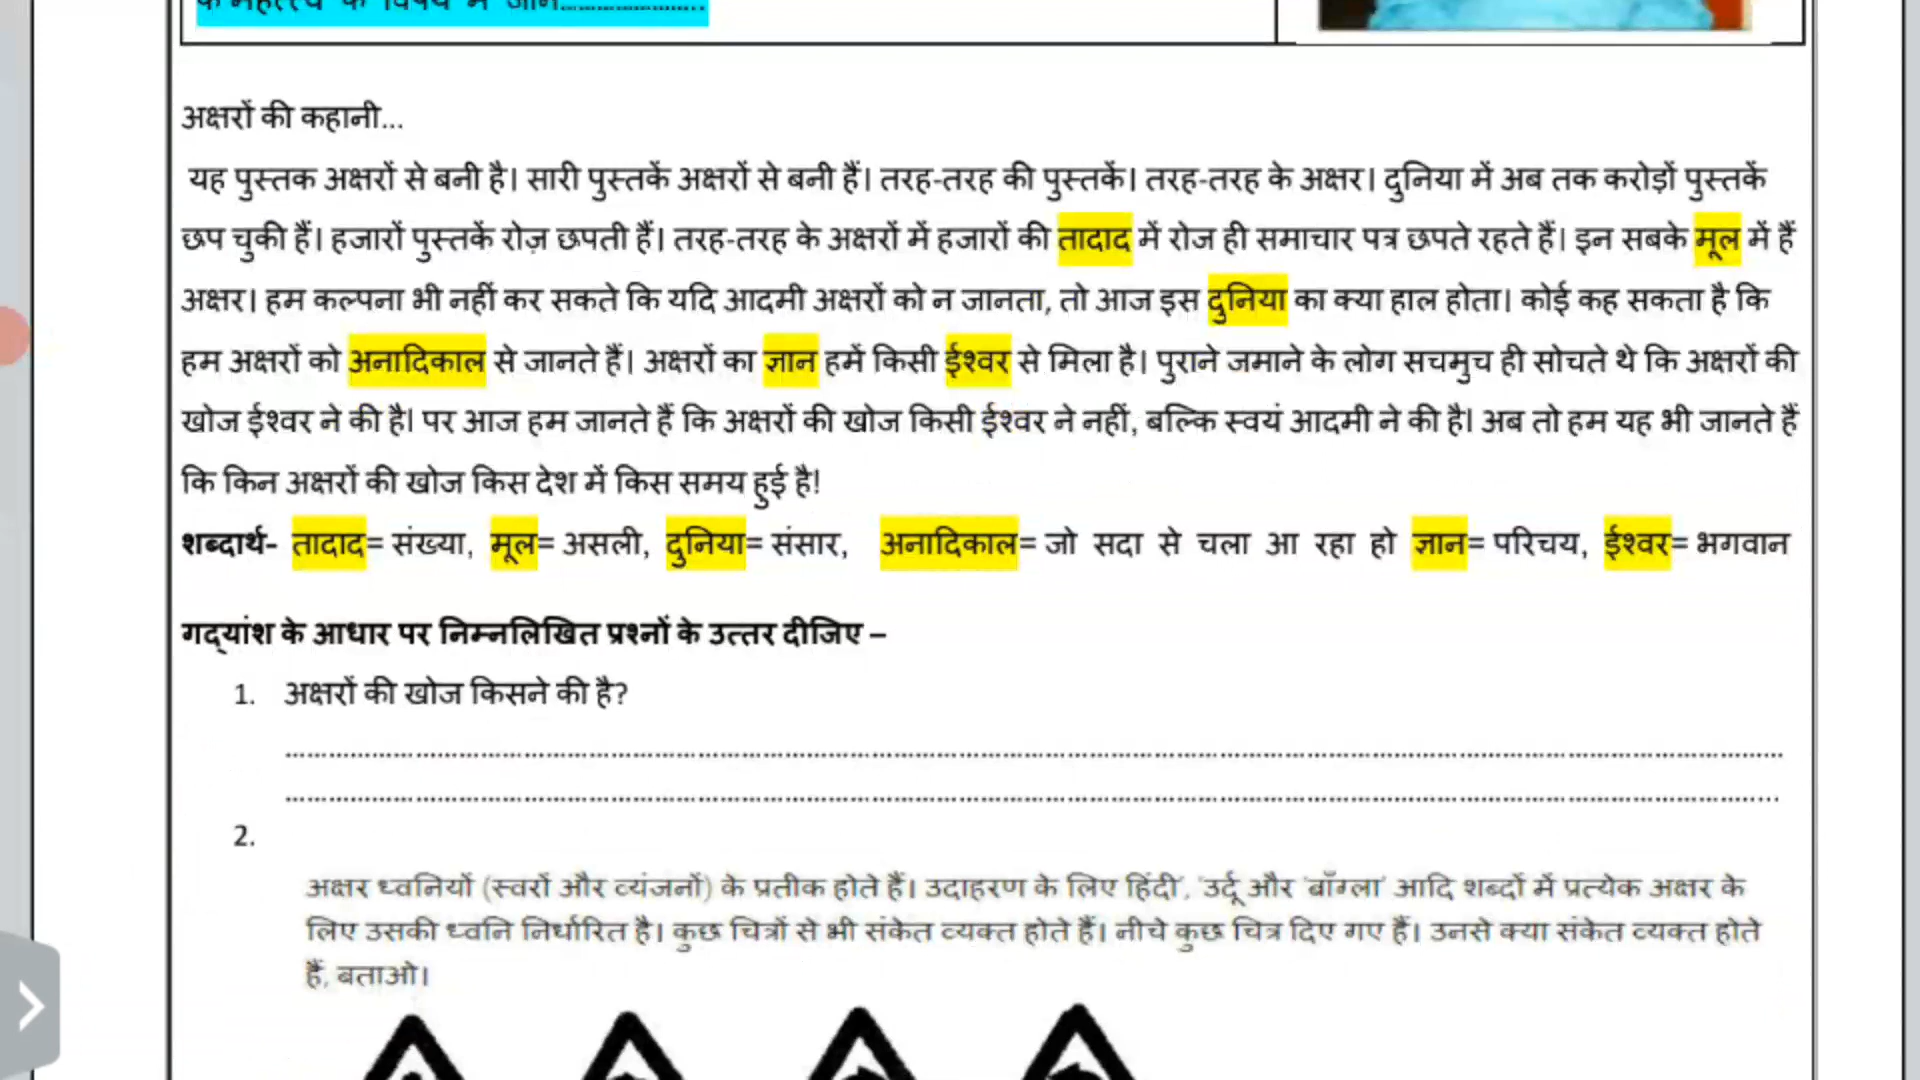 के महत्त्व के विषय में जानें.........................
अक्षरों की कहानी...
यह पुस्तक अक्षरों से बनी है। सारी पुस्तकें अक्षरों से बनी हैं। तरह-तरह की पुस्तकें। तरह-तरह के अक्षर। दुनिया में अब तक करोड़ों पुस्तकें
छप चुकी हैं। हजारों पुस्तकें रोज़ छपती हैं। तरह-तरह के अक्षरों में हजारों की तादाद में रोज ही समाचार पत्र छपते रहते हैं। इन सबके मूल में हैं
अक्षर। हम कल्पना भी नहीं कर सकते कि यदि आदमी अक्षरों को न जानता, तो आज इस दुनिया का क्या हाल होता। कोई कह सकता है कि
हम अक्षरों को अनादिकाल से जानते हैं। अक्षरों का ज्ञान हमें किसी ईश्वर से मिला है। पुराने जमाने के लोग सचमुच ही सोचते थे कि अक्षरों की
खोज ईश्वर ने की है। पर आज हम जानते हैं कि अक्षरों की खोज किसी ईश्वर ने नहीं, बल्कि स्वयं आदमी ने की है। अब तो हम यह भी जानते हैं
कि किन अक्षरों की खोज किस देश में किस समय हुई है!
शब्दार्थ- तादाद= संख्या, मूल= असली, दुनिया= संसार, अनादिकाल= जो सदा से चला आ रहा हो ज्ञान= परिचय, ईश्वर= भगवान
गद्यांश के आधार पर निम्नलिखित प्रश्नों के उत्तर दीजिए –
1. अक्षरों की खोज किसने की है?
2.
अक्षर ध्वनियों (स्वरों और व्यंजनों) के प्रतीक होते हैं। उदाहरण के लिए हिंदी', 'उर्दू और 'बाँग्ला' आदि शब्दों में प्रत्येक अक्षर के
लिए उसकी ध्वनि निर्धारित है। कुछ चित्रों से भी संकेत व्यक्त होते हैं। नीचे कुछ चित्र दिए गए हैं। उनसे क्या संकेत व्यक्त होते
हैं, बताओ।